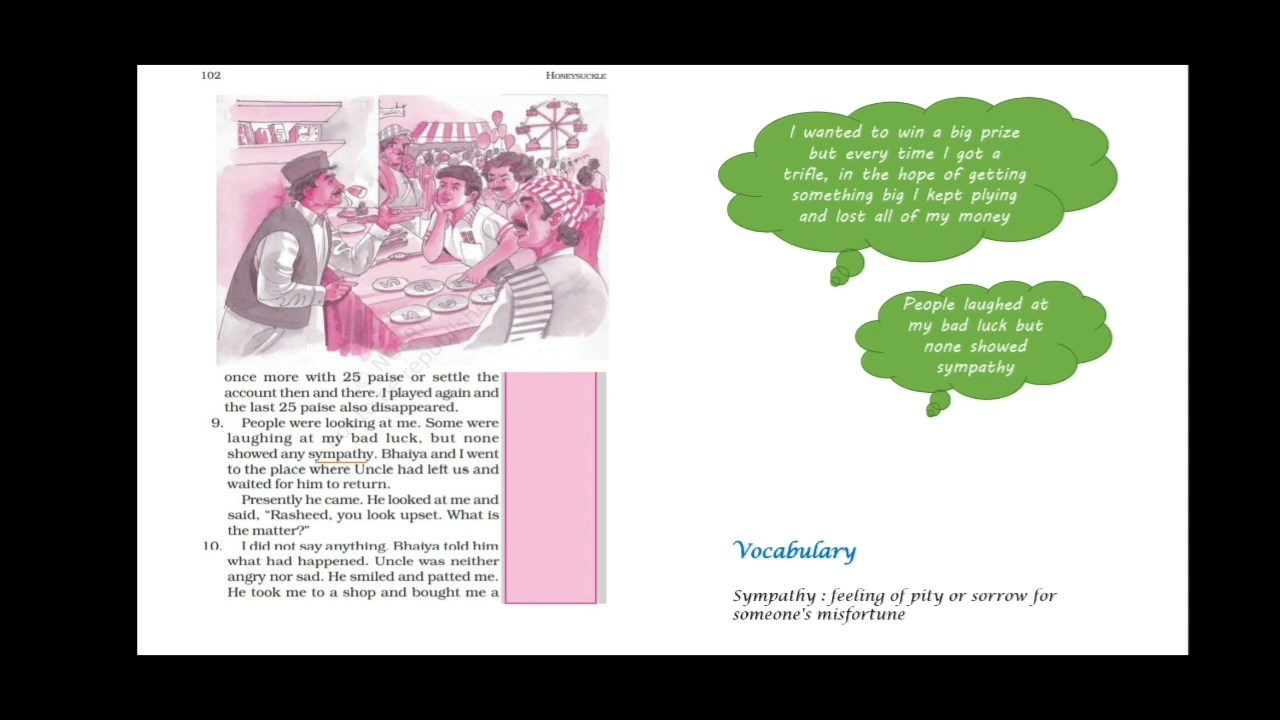 102
HONEYSUCKLE
once more with 25 paise or settle the
account then and there. I played again and
the last 25 paise also disappeared.
9. People were looking at me. Some were
laughing at my bad luck, but none
showed any sympathy. Bhaiya and I went
to the place where Uncle had left us and
waited for him to return.
Presently he came. He looked at me and
said, “Rasheed, you look upset. What is
the matter?”
10. I did not say anything. Bhaiya told him
what had happened. Uncle was neither
angry nor sad. He smiled and patted me.
He took me to a shop and bought me a
I wanted to win a big prize
but every time I got a
trifle, in the hope of getting
something big I kept plying
and lost all of my money
People laughed at
my bad luck but
none showed
sympathy
Vocabulary
Sympathy : feeling of pity or sorrow for
someone's misfortune